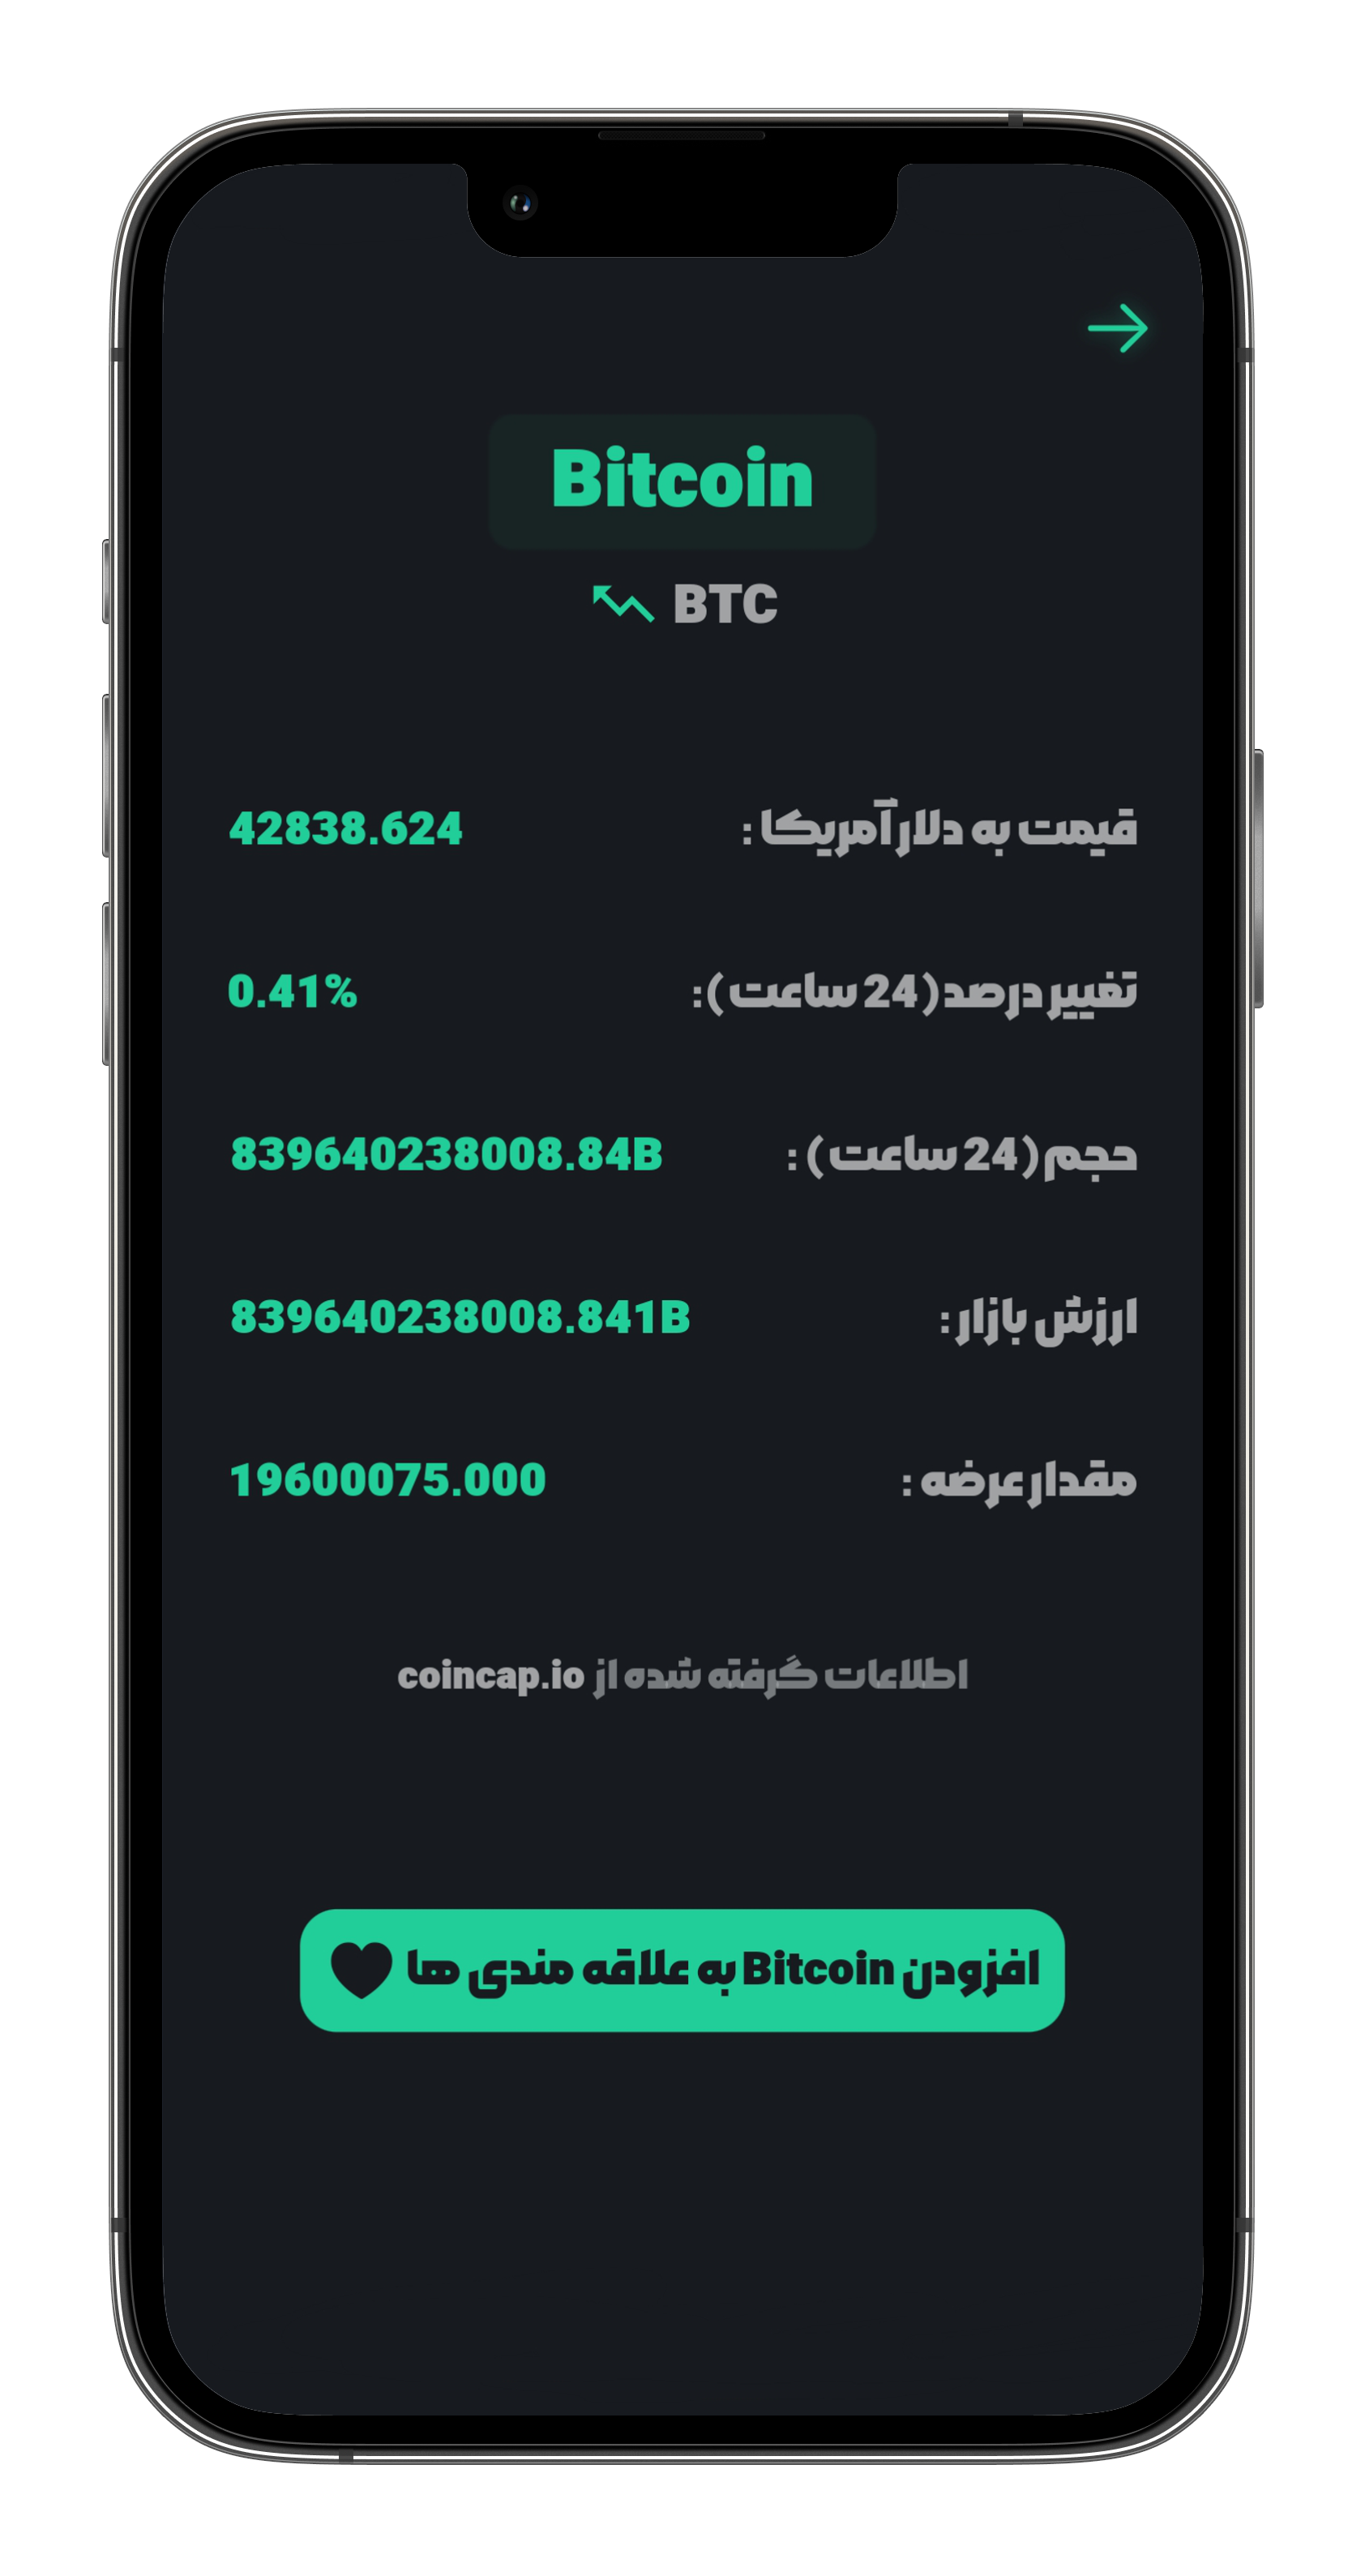 Bitcoin
BTC
قیمت به دلار آمریکا : 42838.624
تغییر درصد (24 ساعت) : 0.41%
حجم (24 ساعت) : 839640238008.84B
ارزش بازار : 839640238008.841B
مقدار عرضه : 19600075.000
اطلاعات گرفته شده از coincap.io
افزودن Bitcoin به علاقه مندی ها